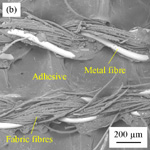 (b)
Metal fibre
Adhesive
Fabric fibres
200 µm